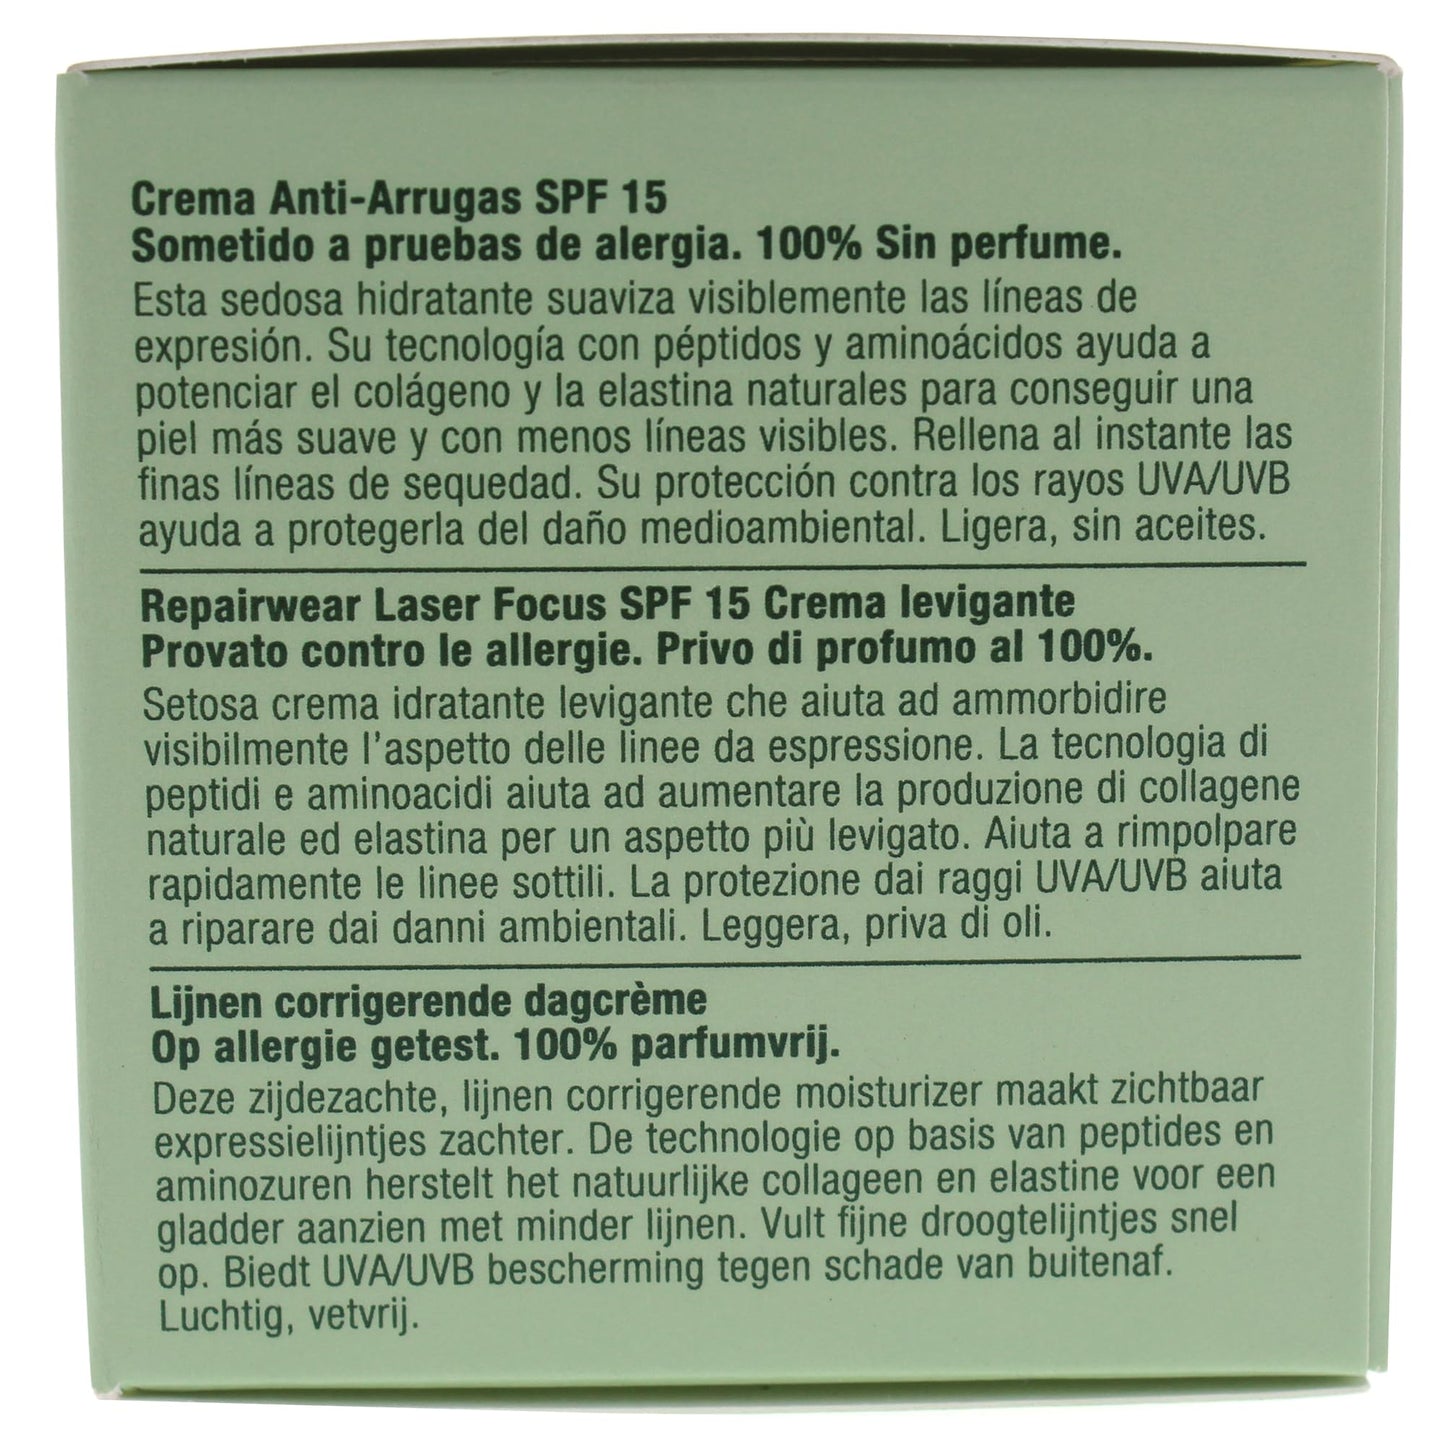 Crema Anti-Arrugas SPF 15
Sometido a pruebas de alergia. 100% Sin perfume.
Esta sedosa hidratante suaviza visiblemente las líneas de
expresión. Su tecnología con péptidos y aminoácidos ayuda a
potenciar el colágeno y la elastina naturales para conseguir una
piel más suave y con menos líneas visibles. Rellena al instante las
finas líneas de sequedad. Su protección contra los rayos UVA/UVB
ayuda a protegerla del daño medioambiental. Ligera, sin aceites.
Repairwear Laser Focus SPF 15 Crema levigante
Provato contro le allergie. Privo di profumo al 100%.
Setosa crema idratante levigante che aiuta ad ammorbidire
visibilmente l'aspetto delle linee da espressione. La tecnologia di
peptidi e aminoacidi aiuta ad aumentare la produzione di collagene
naturale ed elastina per un aspetto più levigato. Aiuta a rimpolpare
rapidamente le linee sottili. La protezione dai raggi UVA/UVB aiuta
a riparare dai danni ambientali. Leggera, priva di oli.
Lijnen corrigerende dagcrème
Op allergie getest. 100% parfumvrij.
Deze zijdezachte, lijnen corrigerende moisturizer maakt zichtbaar
expressielijntjes zachter. De technologie op basis van peptides en
aminozuren herstelt het natuurlijke collageen en elastine voor een
gladder aanzien met minder lijnen. Vult fijne droogtelijntjes snel
op. Biedt UVA/UVB bescherming tegen schade van buitenaf.
Luchtig, vetvrij.